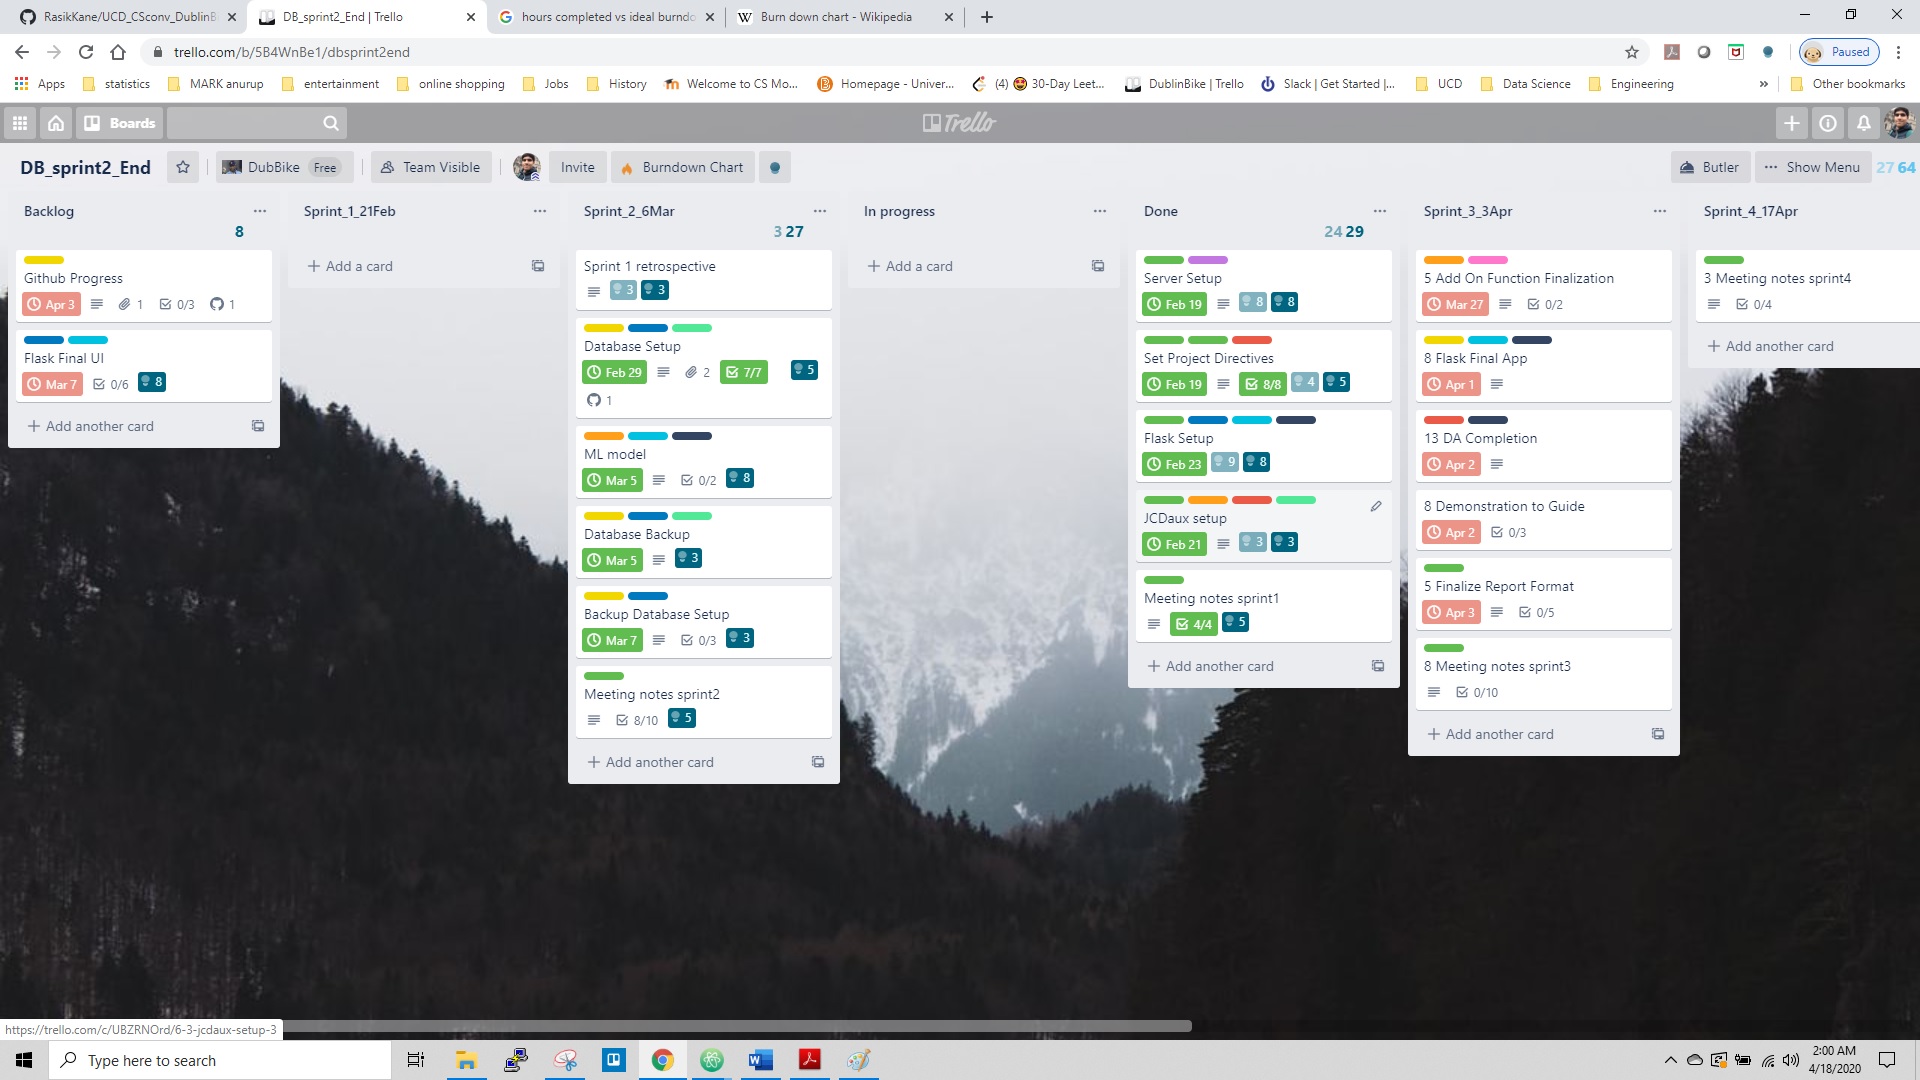 RasikKane/UCD_CSconv_DublinB
DB_sprint2_End | Trello
hours completed vs ideal burndo
Burn down chart - Wikipedia
trello.com/b/5B4WnBe1/dbsprint2end
Paused
Apps
statistics
MARK anurup
entertainment
online shopping
Jobs
History
Welcome to CS Mo...
Homepage - Univer...
(4) 30-Day Leet...
DublinBike | Trello
Slack | Get Started |...
UCD
Data Science
Engineering
»
Other bookmarks
Boards
Trello
DB_sprint2_End
DubBike Free
Team Visible
Invite
Burndown Chart
Butler
Show Menu
27 64
Backlog
8
Github Progress
Apr 3 1 0/3 1
Flask Final UI
Mar 7 0/6 8
+ Add another card
Sprint_1_21Feb
+ Add a card
Sprint_2_6Mar
3 27
Sprint 1 retrospective
3 3
Database Setup
Feb 29 2 7/7 5
1
ML model
Mar 5 0/2 8
Database Backup
Mar 5 3
Backup Database Setup
Mar 7 0/3 3
Meeting notes sprint2
8/10 5
+ Add another card
In progress
+ Add a card
Done
24 29
Server Setup
Feb 19 8 8
Set Project Directives
Feb 19 8/8 4 5
Flask Setup
Feb 23 9 8
JCDaux setup
Feb 21 3 3
Meeting notes sprint1
4/4 5
+ Add another card
Sprint_3_3Apr
5 Add On Function Finalization
Mar 27 0/2
8 Flask Final App
Apr 1
13 DA Completion
Apr 2
8 Demonstration to Guide
Apr 2 0/3
5 Finalize Report Format
Apr 3 0/5
8 Meeting notes sprint3
0/10
+ Add another card
Sprint_4_17Apr
3 Meeting notes sprint4
0/4
+ Add another card
https://trello.com/c/UBZRNOrd/6-3-jcdaux-setup-3
Type here to search
2:00 AM
4/18/2020